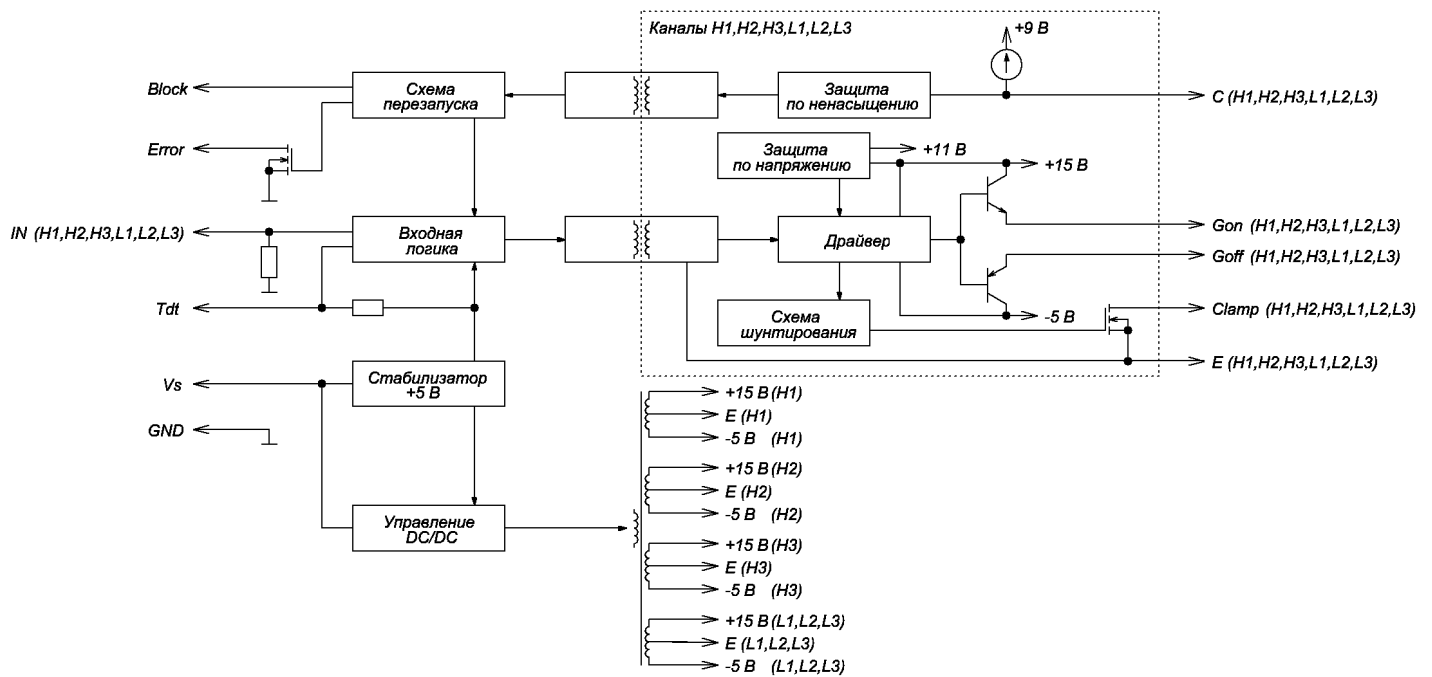 Каналы H1,H2,H3,L1,L2,L3
+9 В
Block
Схема
перезапуска
Защита
по ненасыщению
C (H1,H2,H3,L1,L2,L3)
Error
Защита
по напряжению
+11 В
+15 В
IN (H1,H2,H3,L1,L2,L3)
Входная
логика
Драйвер
Gon (H1,H2,H3,L1,L2,L3)
Goff (H1,H2,H3,L1,L2,L3)
Tdt
Схема
шунтирования
-5 В
Clamp (H1,H2,H3,L1,L2,L3)
E (H1,H2,H3,L1,L2,L3)
Vs
Стабилизатор
+5 В
GND
+15 В (H1)
E (H1)
-5 В (H1)
+15 В (H2)
E (H2)
-5 В (H2)
Управление
DC/DC
+15 В (H3)
E (H3)
-5 В (H3)
+15 В (L1,L2,L3)
E (L1,L2,L3)
-5 В (L1,L2,L3)